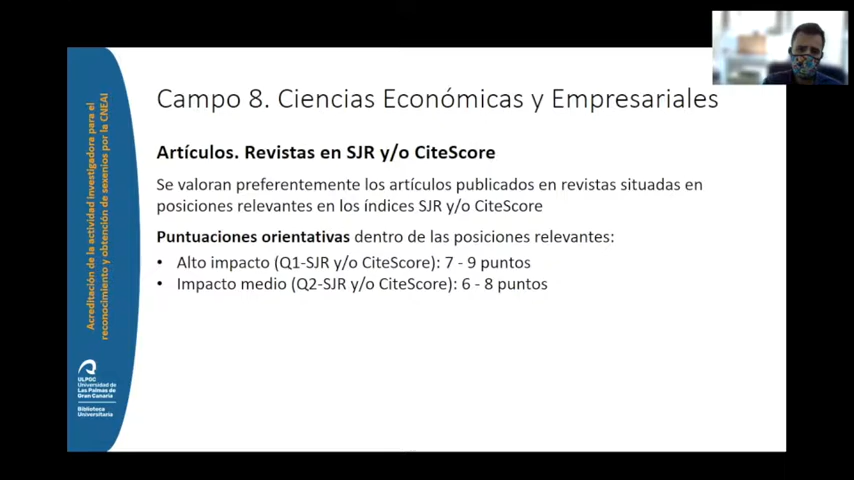 Campo 8. Ciencias Económicas y Empresariales
Artículos. Revistas en SJR y/o CiteScore
Se valoran preferentemente los artículos publicados en revistas situadas en
posiciones relevantes en los índices SJR y/o CiteScore
Puntuaciones orientativas dentro de las posiciones relevantes:
• Alto impacto (Q1-SJR y/o CiteScore): 7 - 9 puntos
• Impacto medio (Q2-SJR y/o CiteScore): 6 - 8 puntos
Acreditación de la actividad investigadora para el
reconocimiento y obtención de sexenios por la CNEAI
ULPGC
Universidad de
Las Palmas de
Gran Canaria
Biblioteca
Universitaria